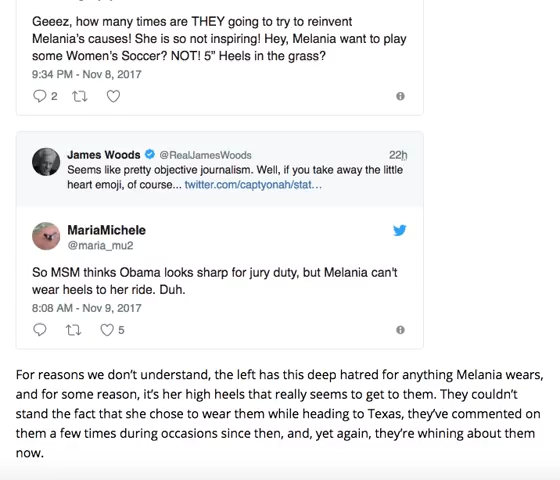 Geeez, how many times are THEY going to try to reinvent
Melania's causes! She is so not inspiring! Hey, Melania want to play
some Women's Soccer? NOT! 5" Heels in the grass?
9:34 PM - Nov 8, 2017
2
James Woods @RealJamesWoods 22h
Seems like pretty objective journalism. Well, if you take away the little
heart emoji, of course... twitter.com/captyonah/stat…
MariaMichele
@maria_mu2
So MSM thinks Obama looks sharp for jury duty, but Melania can't
wear heels to her ride. Duh.
8:08 AM - Nov 9, 2017
5
For reasons we don't understand, the left has this deep hatred for anything Melania wears,
and for some reason, it's her high heels that really seems to get to them. They couldn't
stand the fact that she chose to wear them while heading to Texas, they've commented on
them a few times during occasions since then, and, yet again, they're whining about them
now.